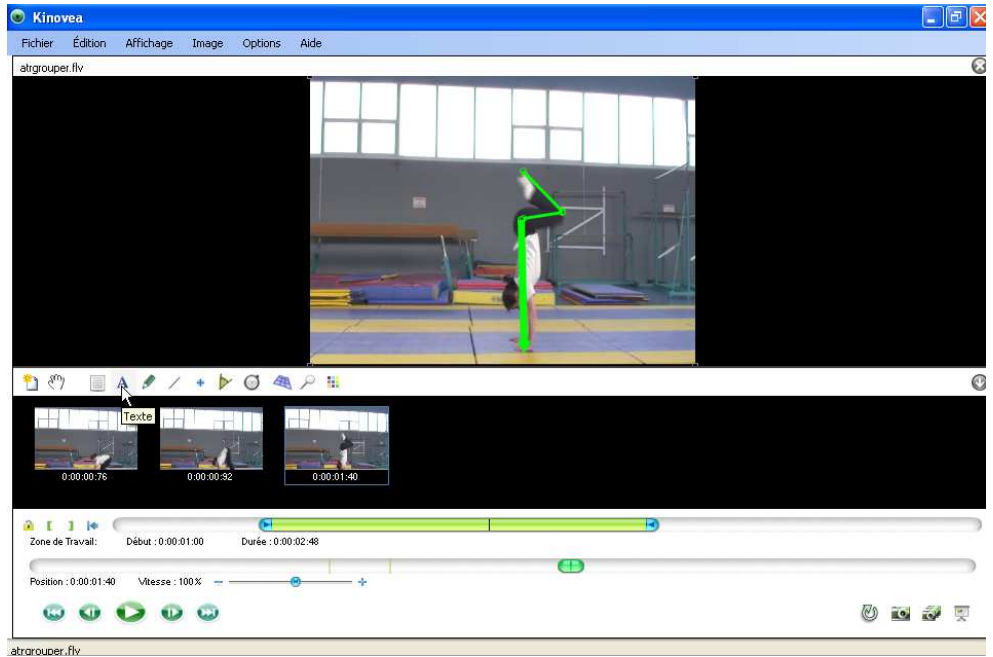 Kinovea
Fichier Édition Affichage Image Options Aide
atrgrouper.flv
Texte
0:00:00:76 0:00:00:92 0:00:01:40
Zone de Travail: Début : 0:00:01:00 Durée : 0:00:02:48
Position : 0:00:01:40 Vitesse : 100% 
atrgrouper.flv